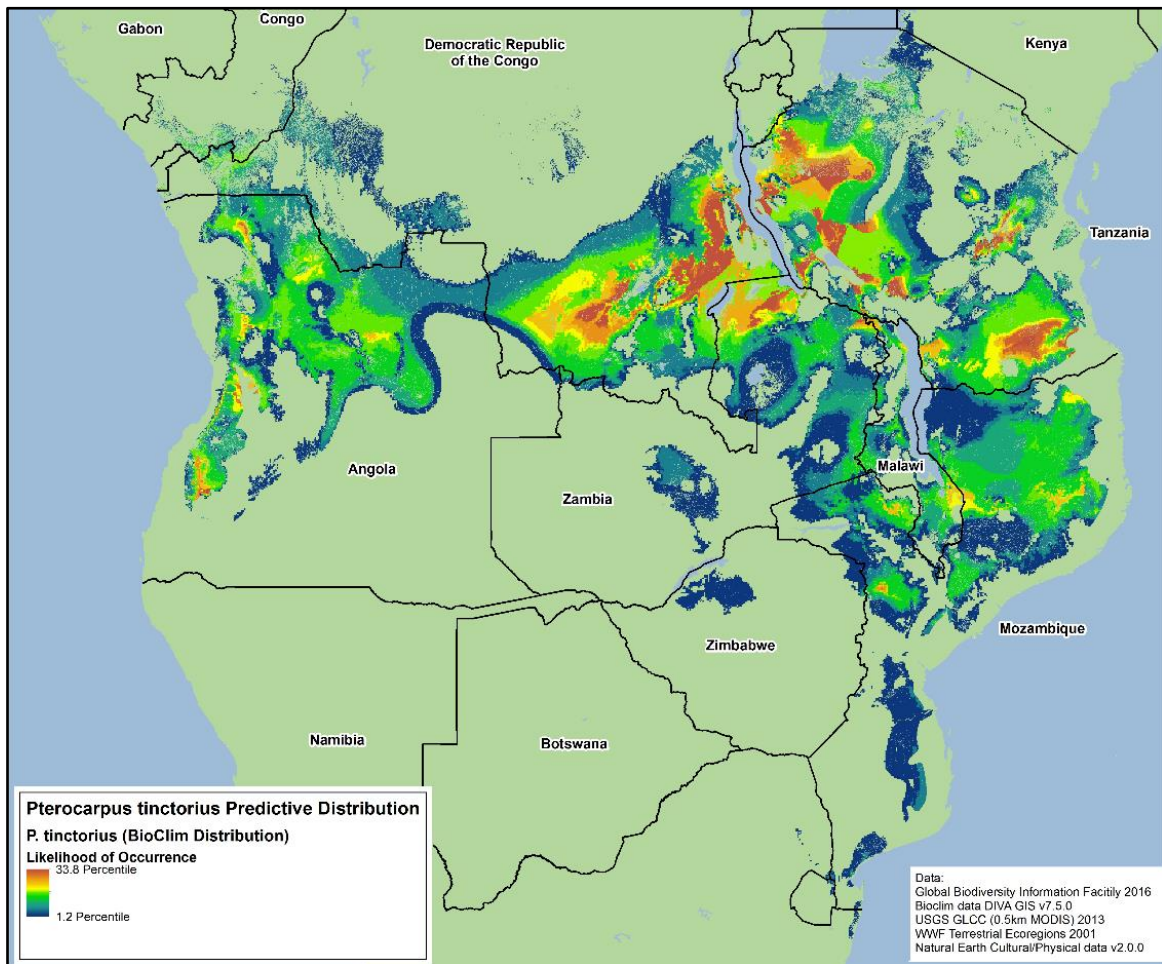 Gabon
Congo
Democratic Republic
of the Congo
Kenya
Tanzania
Angola
Zambia
Malawi
Mozambique
Zimbabwe
Namibia
Botswana
Pterocarpus tinctorius Predictive Distribution
P. tinctorius (BioClim Distribution)
Likelihood of Occurrence
33.8 Percentile
1.2 Percentile
Data:
Global Biodiversity Information Facitily 2016
Bioclim data DIVA GIS v7.5.0
USGS GLCC (0.5km MODIS) 2013
WWF Terrestrial Ecoregions 2001
Natural Earth Cultural/Physical data v2.0.0